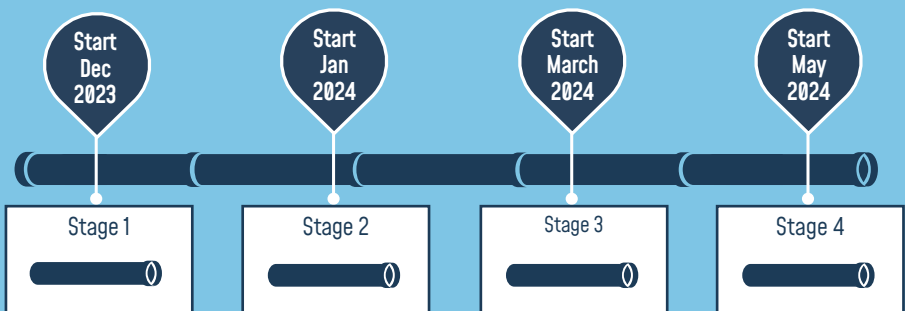 Start
Dec
2023
Start
Jan
2024
Start
March
2024
Start
May
2024
Stage 1
Stage 2
Stage 3
Stage 4